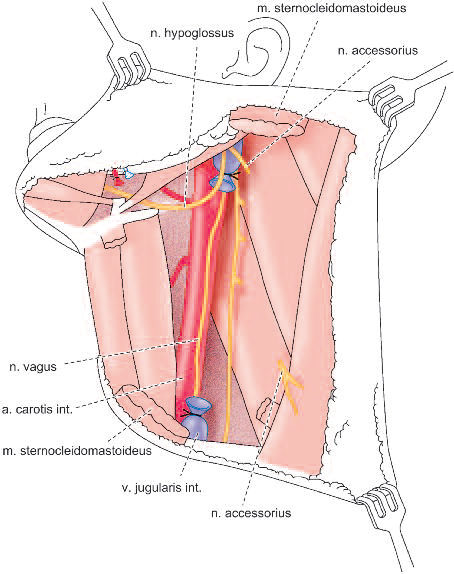 m. sternocleidomastoideus
n. hypoglossus
n. accessorius
n. vagus
a. carotis int.
m. sternocleidomastoideus
v. jugularis int.
n. accessorius